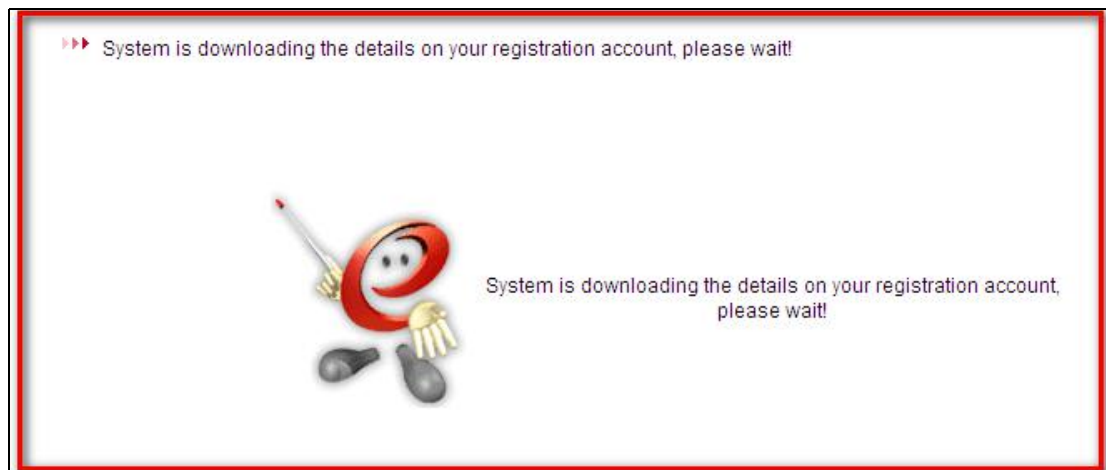 System is downloading the details on your registration account, please wait!
System is downloading the details on your registration account,
please wait!